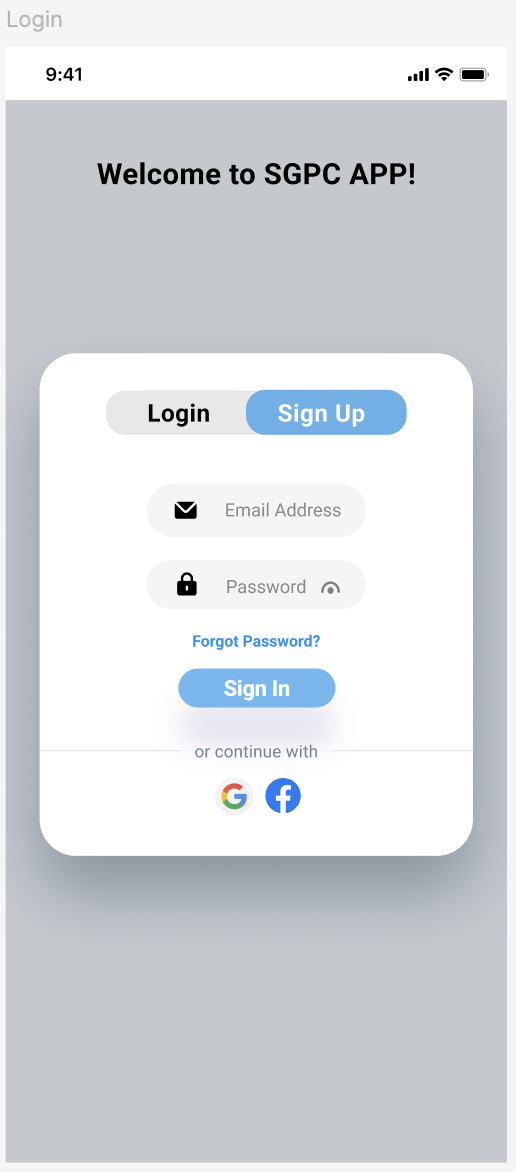 Login
9:41
Welcome to SGPC APP!
Login Sign Up
Email Address
Password
Forgot Password?
Sign In
or continue with